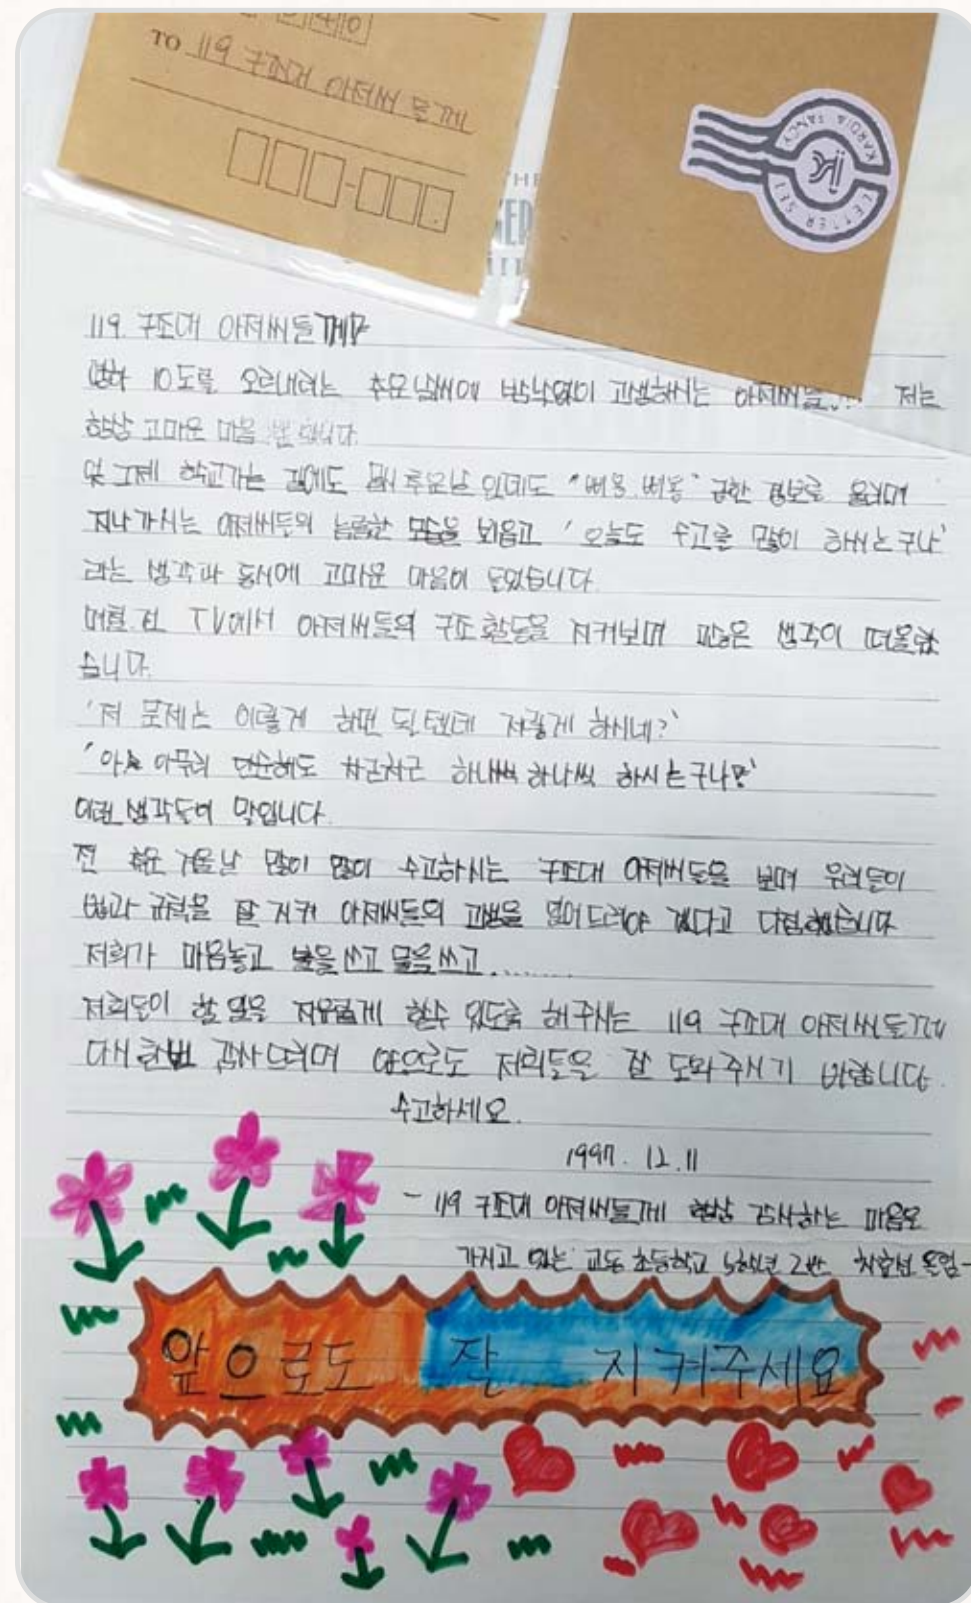 TO 119 구조대 아저씨 들께
KARDIA FANCY
LETTER SET
119. 구조대 아저씨들께
영하 10도를 오르내리는 추운 날씨에 밤낮없이 고생하시는 아저씨들... 저는
항상 고마운 마음 뿐 입니다.
몇 그제 학교가는 길에도 몹시 추운날 인데도 "삐용 삐용" 급한 경보를 울리며
지나가시는 아저씨들의 늠름한 모습을 뵈옵고 '오늘도 수고를 많이 하시는구나'
라는 생각과 동시에 고마운 마음이 들었습니다.
며칠 전 TV에서 아저씨들의 구조 활동을 지켜보며 많은 생각이 떠올랐
습니다.
'저 문제는 이렇게 하면 될텐데 저렇게 하시네?'
'아 아무리 단순해도 차근차근 하나씩 하나씩 하시는구나'
이런 생각들이 말입니다.
전 추운 겨울날 많이 많이 수고하시는 구조대 아저씨들을 보며 우리들이
법과 규칙을 잘 지켜 아저씨들의 고생을 덜어드려야 겠다고 다짐했습니다
저희가 마음놓고 불을 쓰고 물을 쓰고.........
저희들이 할 일을 자유롭게 할수 있도록 해주시는 119 구조대 아저씨들께
다시 한번 감사드리며 앞으로도 저희들을 잘 도와주시기 바랍니다.
수고하세요.
1997. 12. 11
- 119 구조대 아저씨들께 항상 감사하는 마음을
가지고 있는 교동 초등학교 5학년 2반 올림-
앞으로도 잘 지켜주세요